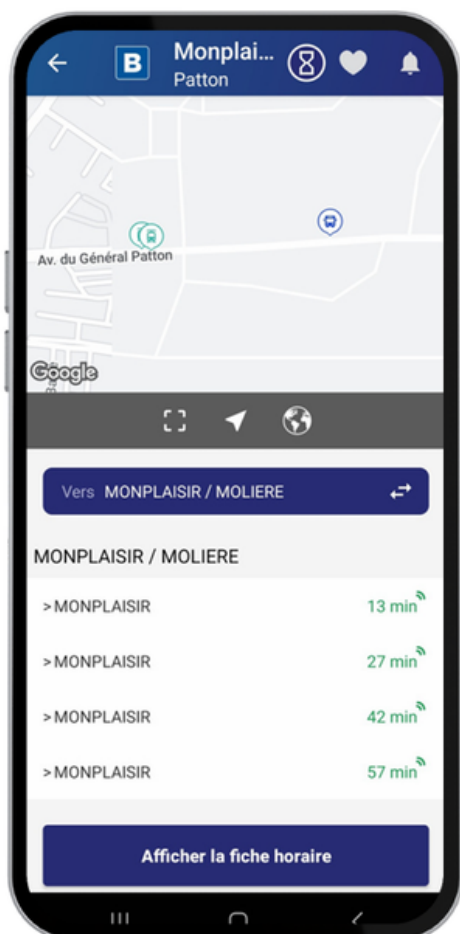 B
Monplai...
Patton
Av. du Général Patton
Google
Vers MONPLAISIR / MOLIERE
MONPLAISIR / MOLIERE
> MONPLAISIR 13 min
> MONPLAISIR 27 min
> MONPLAISIR 42 min
> MONPLAISIR 57 min
Afficher la fiche horaire